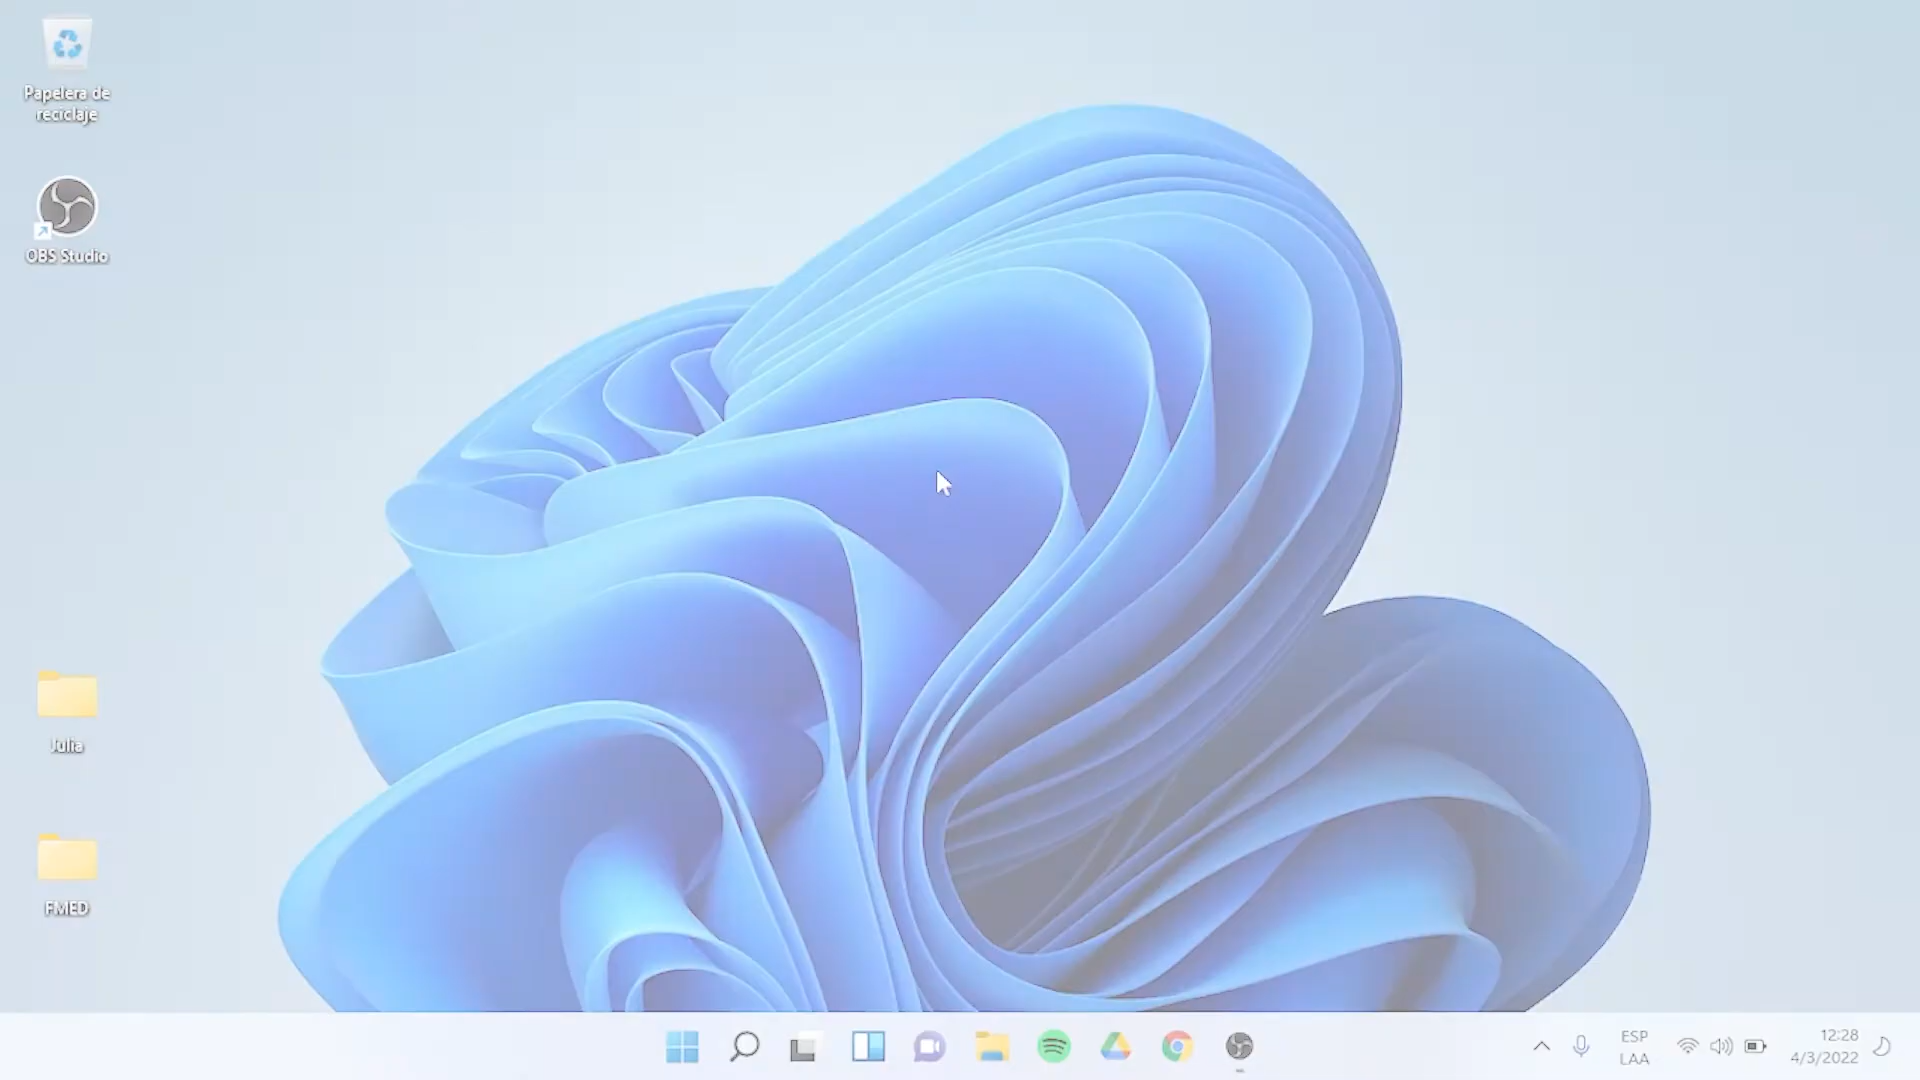 Papelera de
reciclaje
OBS Studio
Julia
FMED
ESP
LAA
12:28
4/3/2022